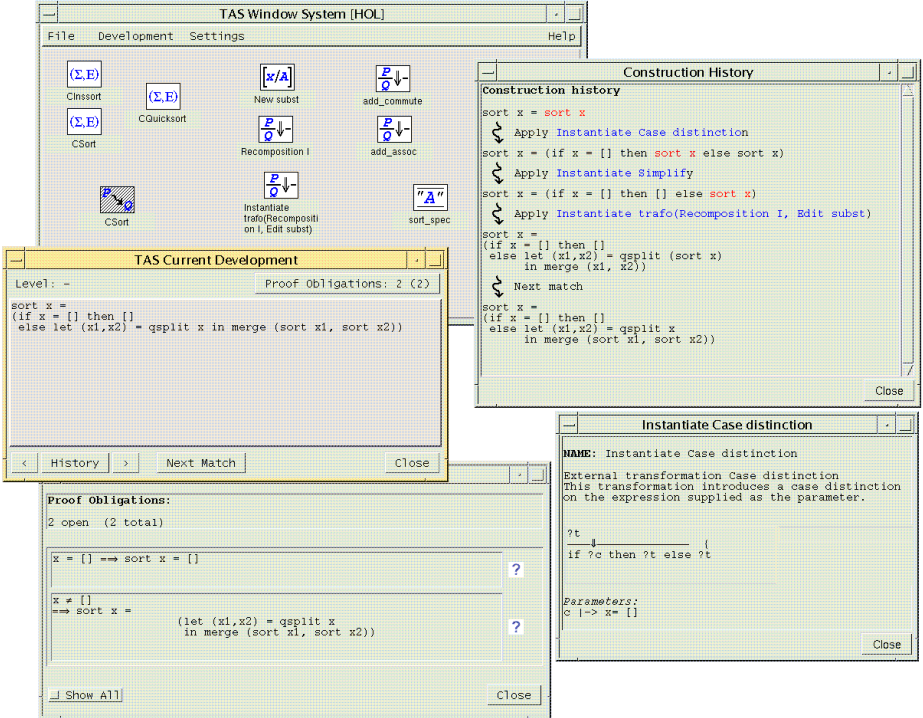 TAS Window System [HOL]
File Development Settings Help
(Σ,E)
CInssort
(Σ,E)
CSort
(Σ,E)
CQuicksort
[x/A]
New subst
P Q ↓-
add_commute
P Q ↓-
Recomposition I
P Q ↓-
add_assoc
P Q
CSort
P Q ↓-
Instantiate
trafo(Recompositi
on I, Edit subst)
"A"
sort_spec
Construction History
Construction history
sort x = sort x
Apply Instantiate Case distinction
sort x = (if x = [] then sort x else sort x)
Apply Instantiate Simplify
sort x = (if x = [] then [] else sort x)
Apply Instantiate trafo(Recomposition I, Edit subst)
sort x =
(if x = [] then []
else let (x1,x2) = qsplit (sort x)
in merge (x1, x2))
Next match
sort x =
(if x = [] then []
else let (x1,x2) = qsplit x
in merge (sort x1, sort x2))
Close
TAS Current Development
Level: - Proof Obligations: 2 (2)
sort x =
(if x = [] then []
else let (x1,x2) = qsplit x in merge (sort x1, sort x2))
< History > Next Match Close
Proof Obligations:
2 open (2 total)
x = [] ==> sort x = []
?
x ≠ []
==> sort x =
(let (x1,x2) = qsplit x
in merge (sort x1, sort x2))
?
Show All Close
Instantiate Case distinction
NAME: Instantiate Case distinction
External transformation Case distinction
This transformation introduces a case distinction
on the expression supplied as the parameter.
?t
⇓ {
if ?c then ?t else ?t
Parameters:
c |-> x= []
Close